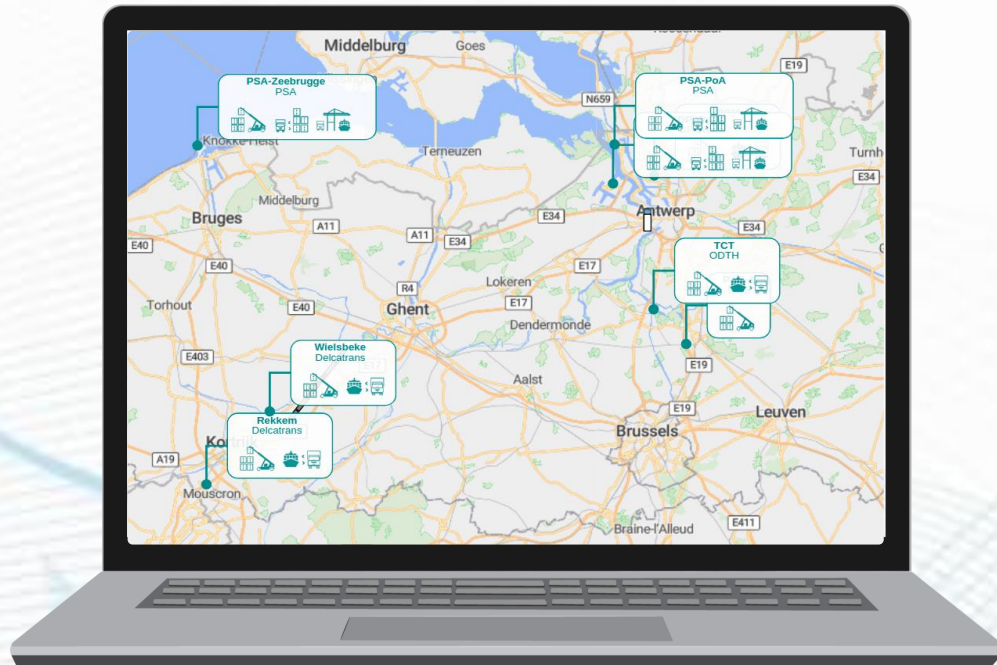 Middelburg
Goes
E19
PSA-Zeebrugge
PSA
PSA-PoA
PSA
N659
Knokke-Heist
Terneuzen
Turnh
E34
Middelburg
Bruges
A11
A11
E34
E34
Antwerp
E34
E40
E40
TCT
ODTH
E17
R4
Lokeren
E17
Torhout
E40
Ghent
Dendermonde
E403
Wielsbeke
Delcatrans
E19
Aalst
E19
Leuven
Rekkem
Delcatrans
Brussels
A19
Mouscron
E411
Braine-l'Alleud